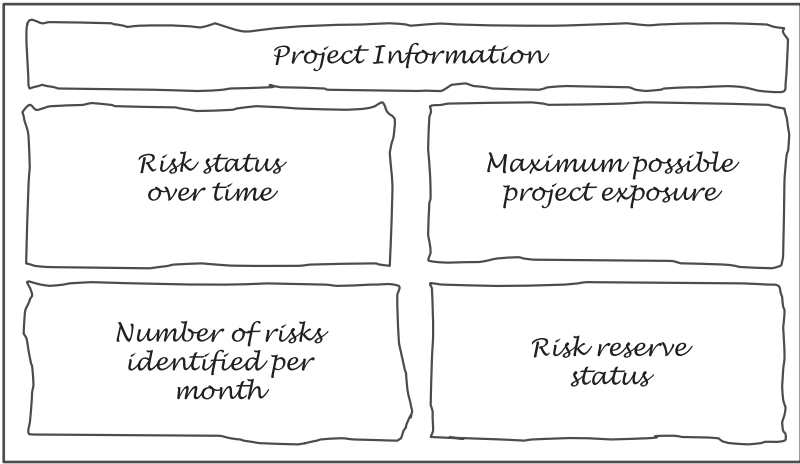 Project Information
Risk status
over time
Maximum possible
project exposure
Number of risks
identified per
month
Risk reserve
status